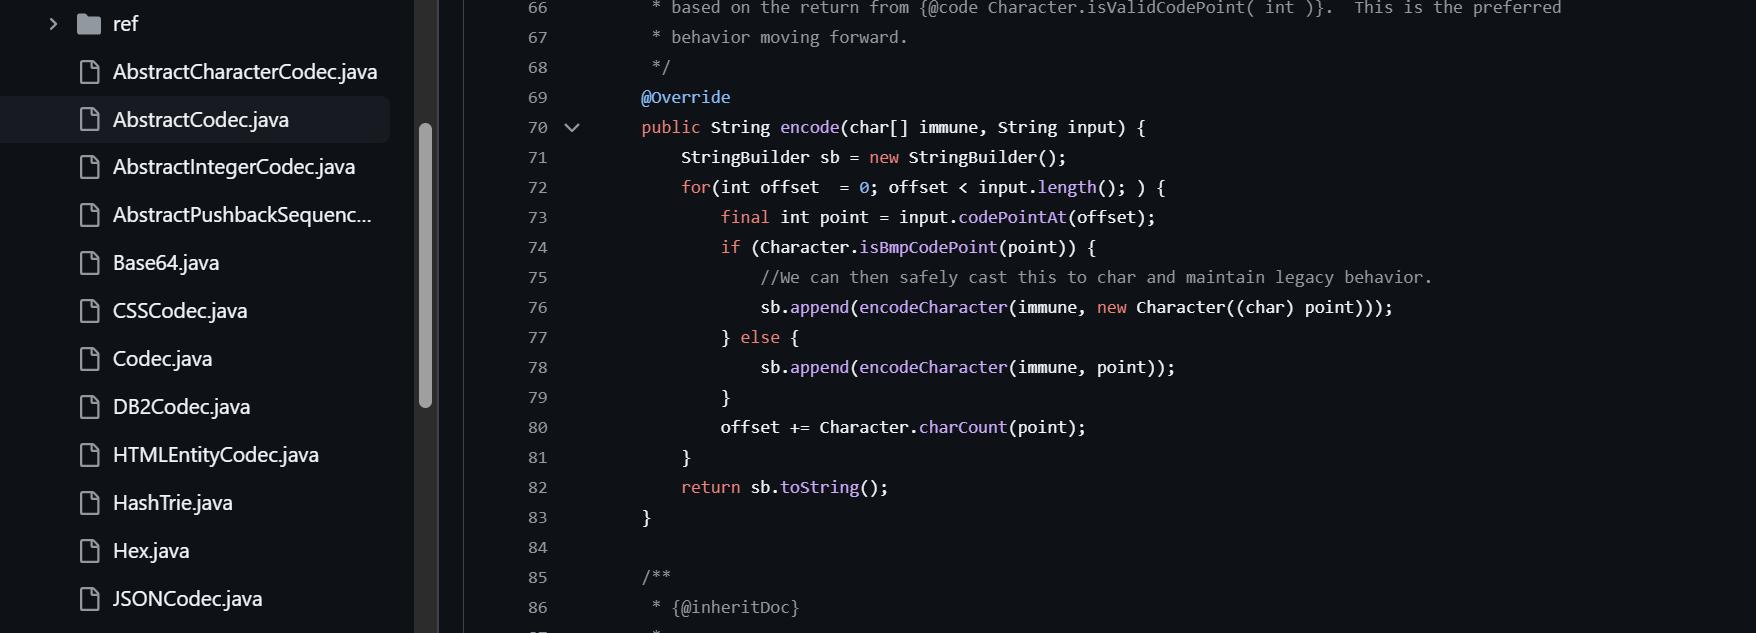 ref
AbstractCharacterCodec.java
AbstractCodec.java
AbstractIntegerCodec.java
AbstractPushbackSequenc...
Base64.java
CSSCodec.java
Codec.java
DB2Codec.java
HTMLEntityCodec.java
HashTrie.java
Hex.java
JSONCodec.java
66 * based on the return from {@code Character.isValidCodePoint( int )}.  This is the preferred
67 * behavior moving forward.
68 */
69 @Override
70 public String encode(char[] immune, String input) {
71 StringBuilder sb = new StringBuilder();
72 for(int offset  = 0; offset < input.length(); ) {
73 final int point = input.codePointAt(offset);
74 if (Character.isBmpCodePoint(point)) {
75 //We can then safely cast this to char and maintain legacy behavior.
76 sb.append(encodeCharacter(immune, new Character((char) point)));
77 } else {
78 sb.append(encodeCharacter(immune, point));
79 }
80 offset += Character.charCount(point);
81 }
82 return sb.toString();
83 }
84
85 /**
86 * {@inheritDoc}